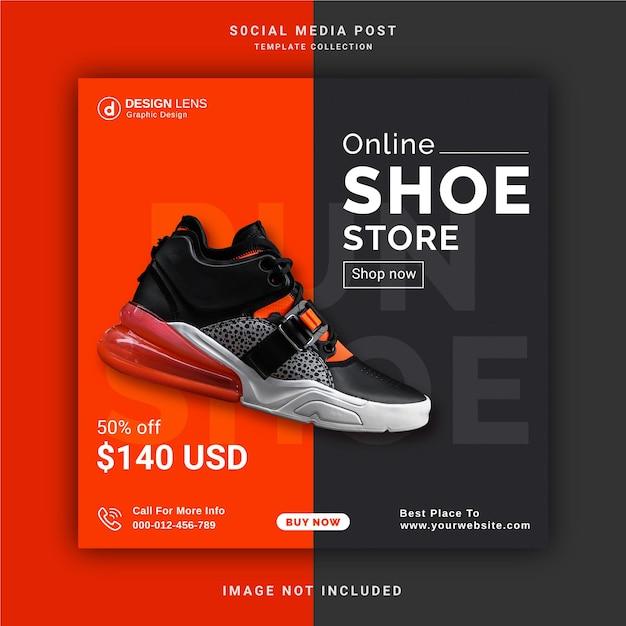 SOCIAL MEDIA POST
TEMPLATE COLLECTION
d
DESIGN LENS
Graphic Design
Online
SHOE
STORE
Shop now
RUN
SHOE
50% off
$140 USD
Call For More Info
000-012-456-789
BUY NOW
Best Place To
www.yourwebsite.com
IMAGE NOT INCLUDED